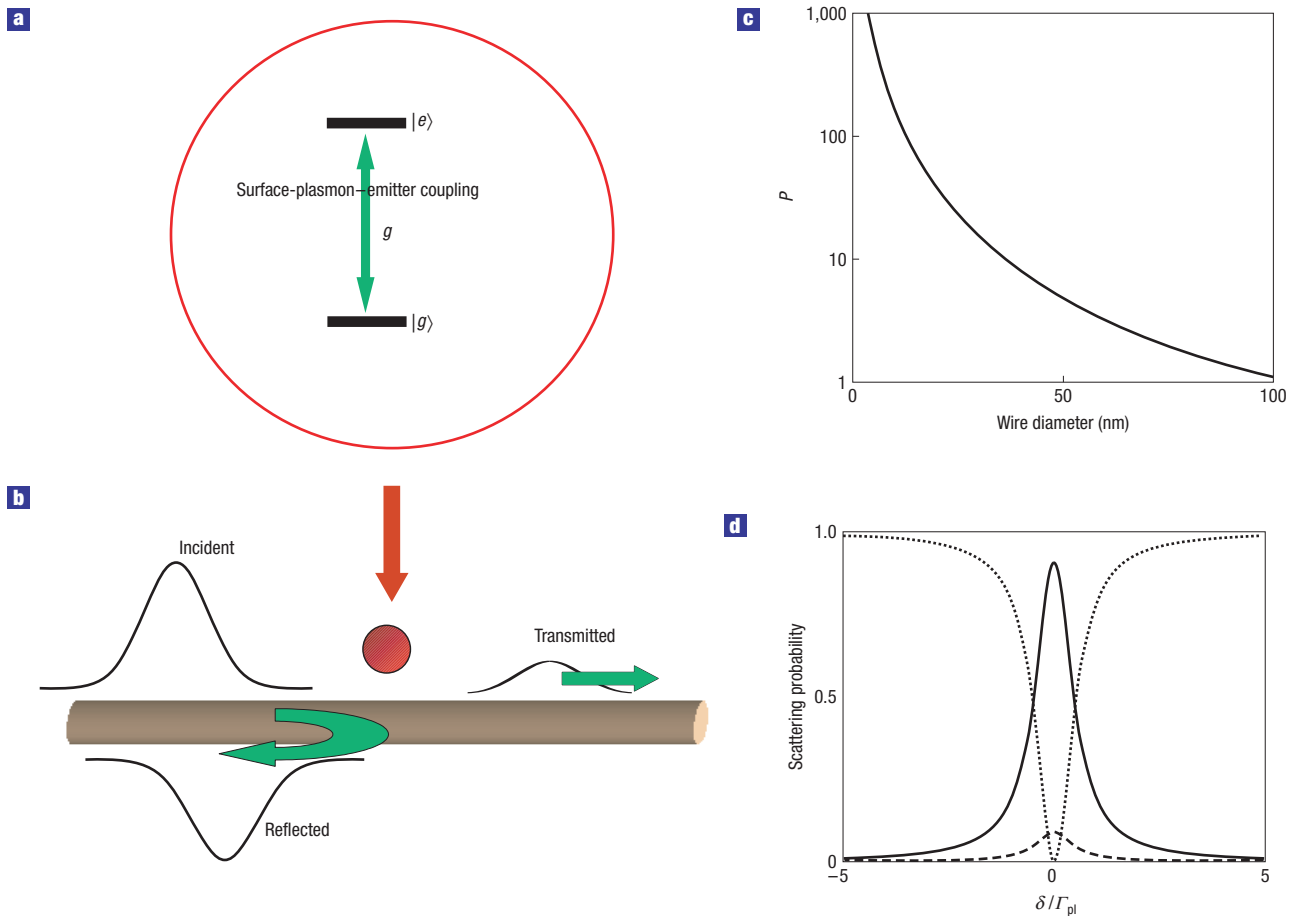 a
|e⟩
Surface-plasmon–emitter coupling
g
|g⟩
b
Incident
Transmitted
Reflected
c
1,000
100
10
1
P
0
50
100
Wire diameter (nm)
d
1.0
0.5
0
Scattering probability
–5
0
5
δ/Γpl